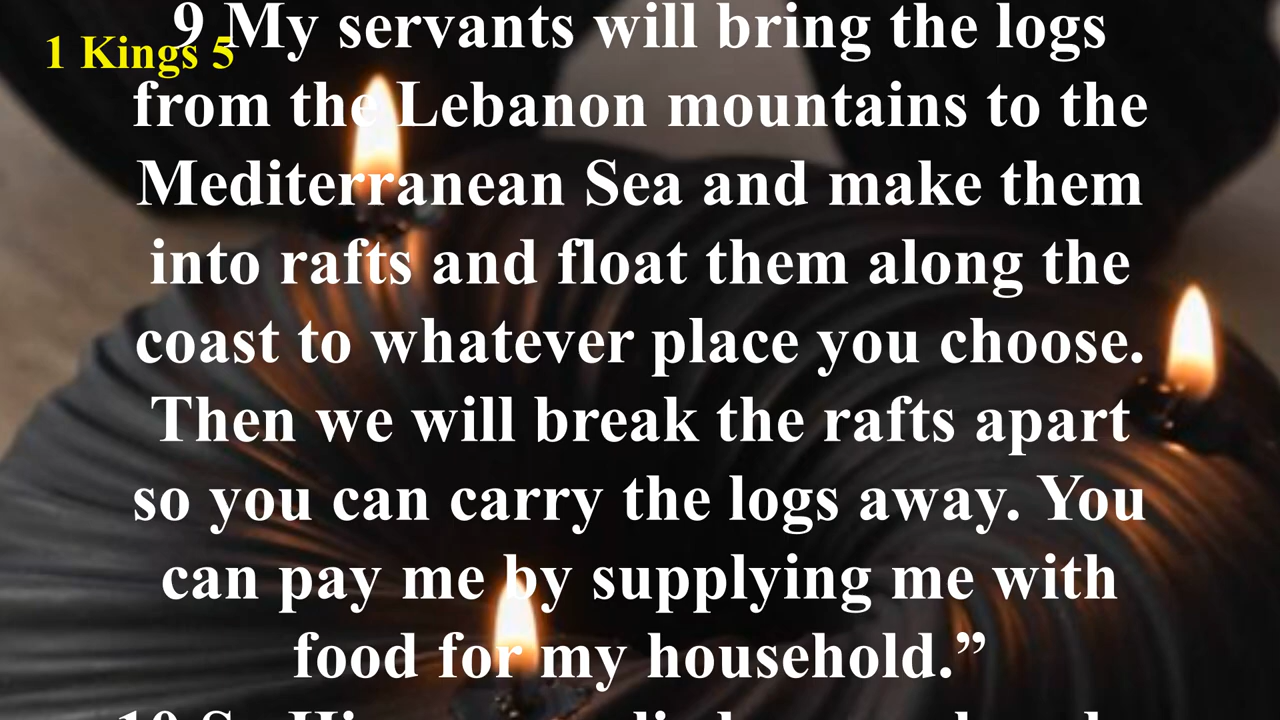 1 Kings 5
9 My servants will bring the logs
from the Lebanon mountains to the
Mediterranean Sea and make them
into rafts and float them along the
coast to whatever place you choose.
Then we will break the rafts apart
so you can carry the logs away. You
can pay me by supplying me with
food for my household.”